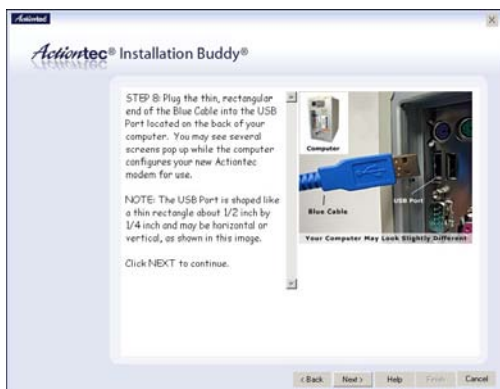 Actiontec
Actiontec® Installation Buddy®
STEP 8: Plug the thin, rectangular
end of the Blue Cable into the USB
Port located on the back of your
computer. You may see several
screens pop up while the computer
configures your new Actiontec
modem for use.
NOTE: The USB Port is shaped like
a thin rectangle about 1/2 inch by
1/4 inch and may be horizontal or
vertical, as shown in this image.
Click NEXT to continue.
Computer
USB Port
Blue Cable
Your Computer May Look Slightly Different
< Back
Next >
Help
Finish
Cancel